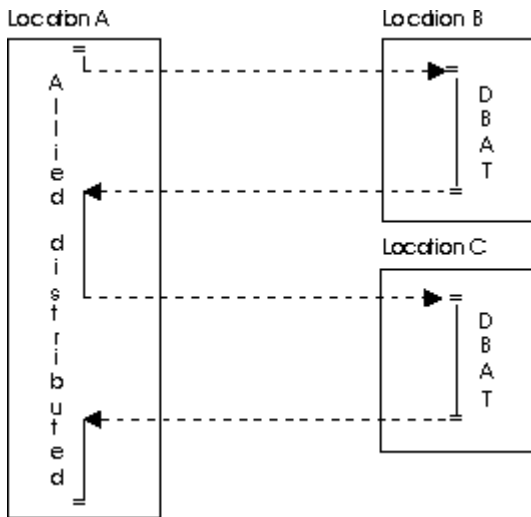 Location A
Allied distributed
Location B
DBAT
Location C
DBAT